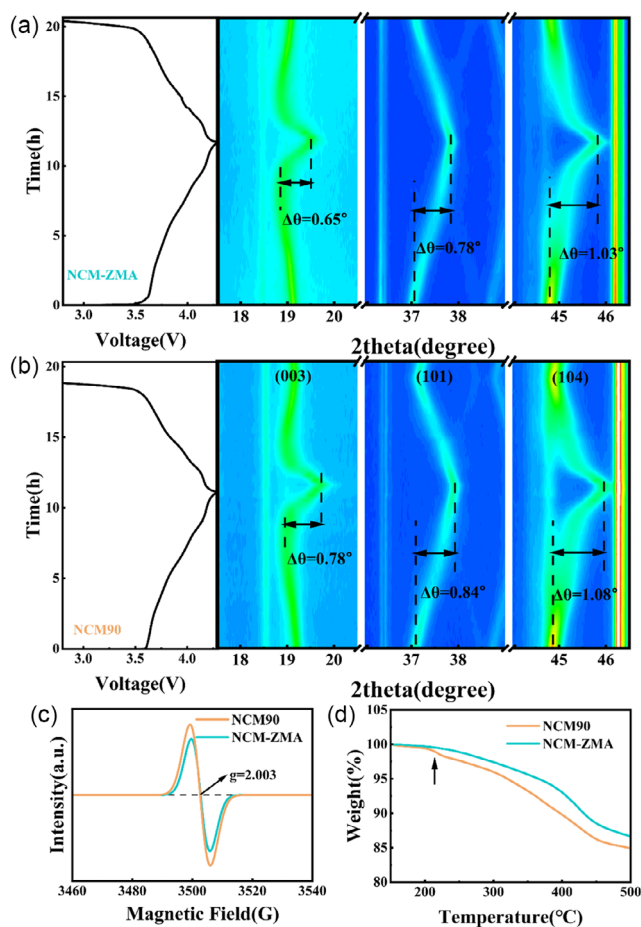 (a)
20
15
10
5
0
Time(h)
NCM-ZMA
Δθ=0.65°
Δθ=0.78°
Δθ=1.03°
3.0 3.5 4.0 18 19 20 37 38 45 46
Voltage(V) 2theta(degree)
(b)
(003) (101) (104)
20
15
10
5
0
Time(h)
NCM90
Δθ=0.78°
Δθ=0.84°
Δθ=1.08°
3.0 3.5 4.0 18 19 20 37 38 45 46
Voltage(V) 2theta(degree)
(c)
NCM90
NCM-ZMA
g=2.003
Intensity(a.u.)
3460 3480 3500 3520 3540
Magnetic Field(G)
(d)
NCM90
NCM-ZMA
105
100
95
90
85
80
Weight(%)
200 300 400 500
Temperature(°C)